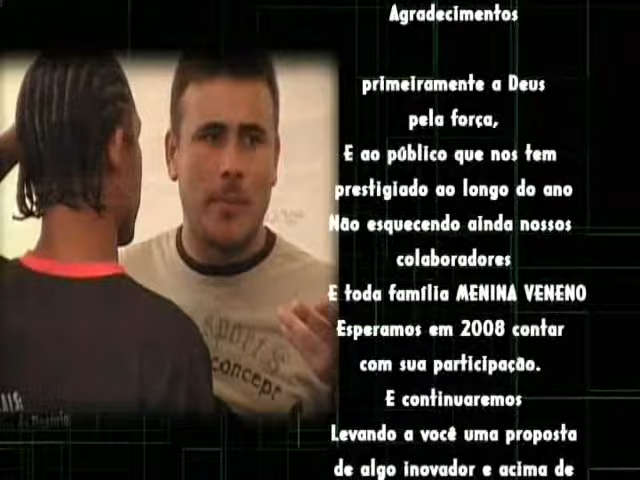 Agradecimentos
primeiramente a Deus
pela força,
E ao público que nos tem
prestigiado ao longo do ano
Não esquecendo ainda nossos
colaboradores
E toda família MENINA VENENO
Esperamos em 2008 contar
com sua participação.
E continuaremos
Levando a você uma proposta
de algo inovador e acima de
sports
concept